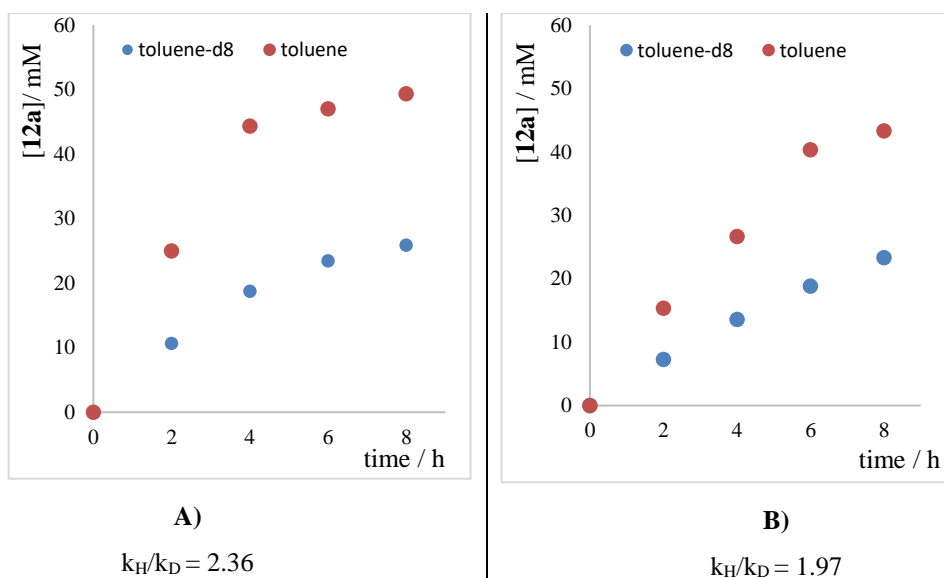 toluene-d8 toluene
[12a]/ mM
60
50
40
30
20
10
0
0 2 4 6 8
time / h
A)
kH/kD = 2.36
toluene-d8 toluene
[12a]/ mM
60
50
40
30
20
10
0
0 2 4 6 8
time / h
B)
kH/kD = 1.97